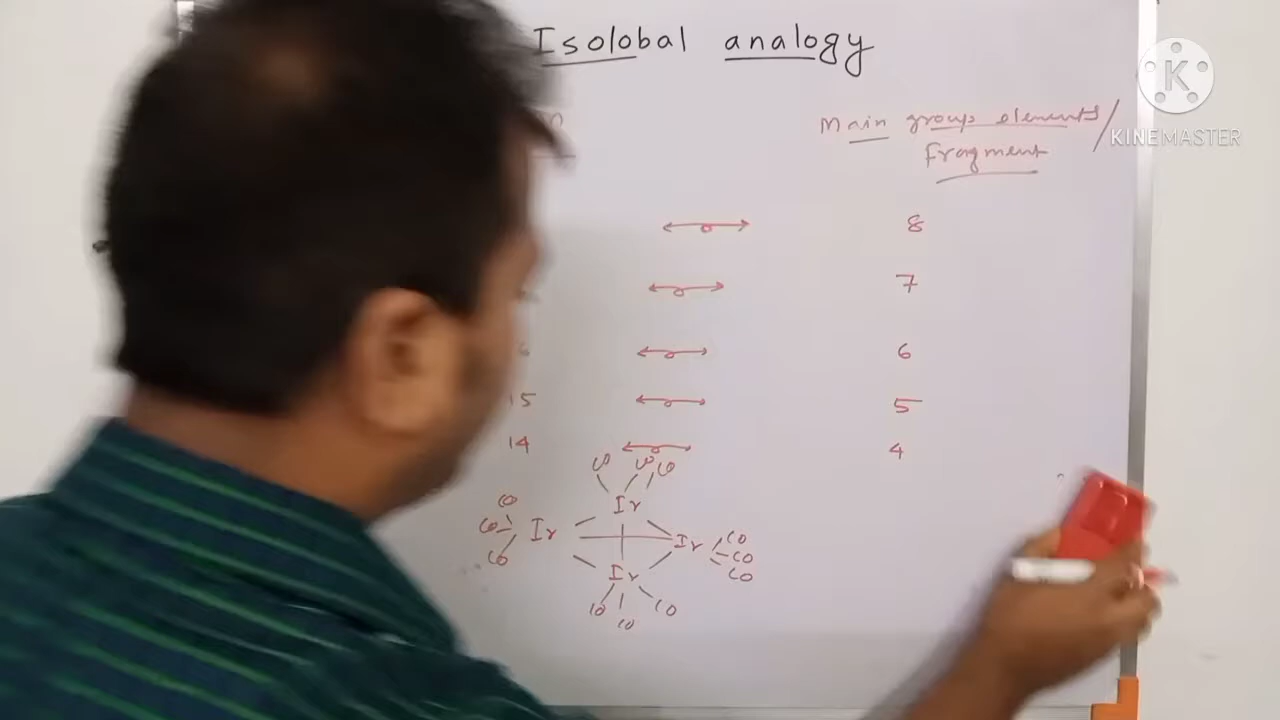 Isolobal analogy
K
KINEMASTER
Main group elements/
Fragment
8
7
6
15 5
14 4
CO CO CO
CO Ir
CO Ir Ir CO
CO CO
CO
Ir
CO CO
CO